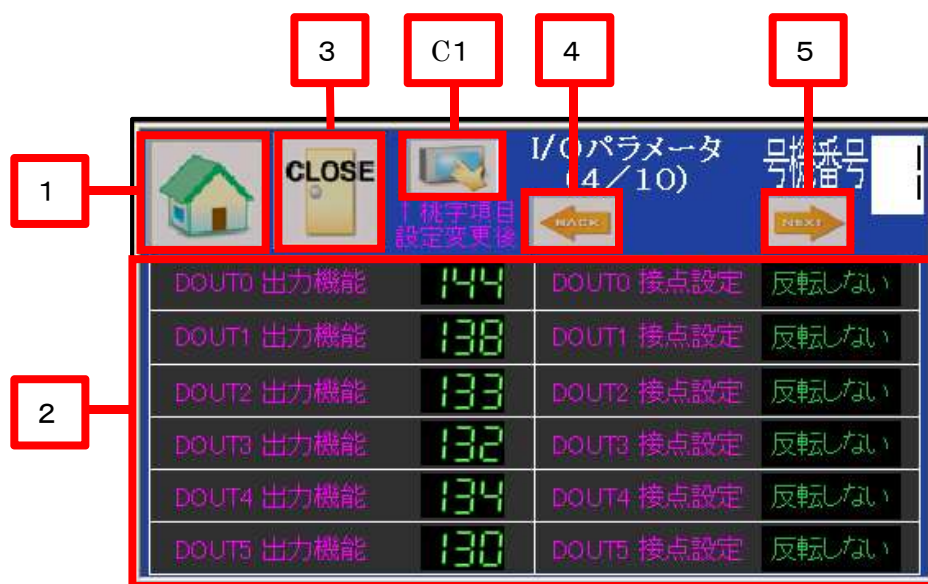 3
C1
4
5
1
CLOSE
↑桃字項目
設定変更後
I/Oパラメータ
(4/10)
BACK
号機番号
1
NEXT
2
DOUT0 出力機能 144 DOUT0 接点設定 反転しない
DOUT1 出力機能 138 DOUT1 接点設定 反転しない
DOUT2 出力機能 133 DOUT2 接点設定 反転しない
DOUT3 出力機能 132 DOUT3 接点設定 反転しない
DOUT4 出力機能 134 DOUT4 接点設定 反転しない
DOUT5 出力機能 130 DOUT5 接点設定 反転しない